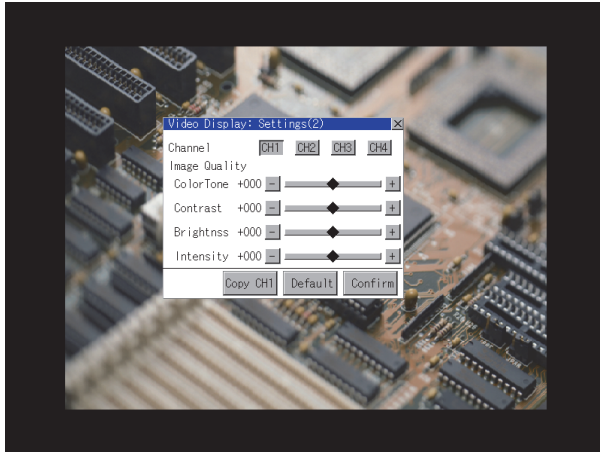 Video Display: Settings(2) ×
Channel CH1 CH2 CH3 CH4
Image Quality
ColorTone +000 - +
Contrast +000 - +
Brightnss +000 - +
Intensity +000 - +
Copy CH1 Default Confirm